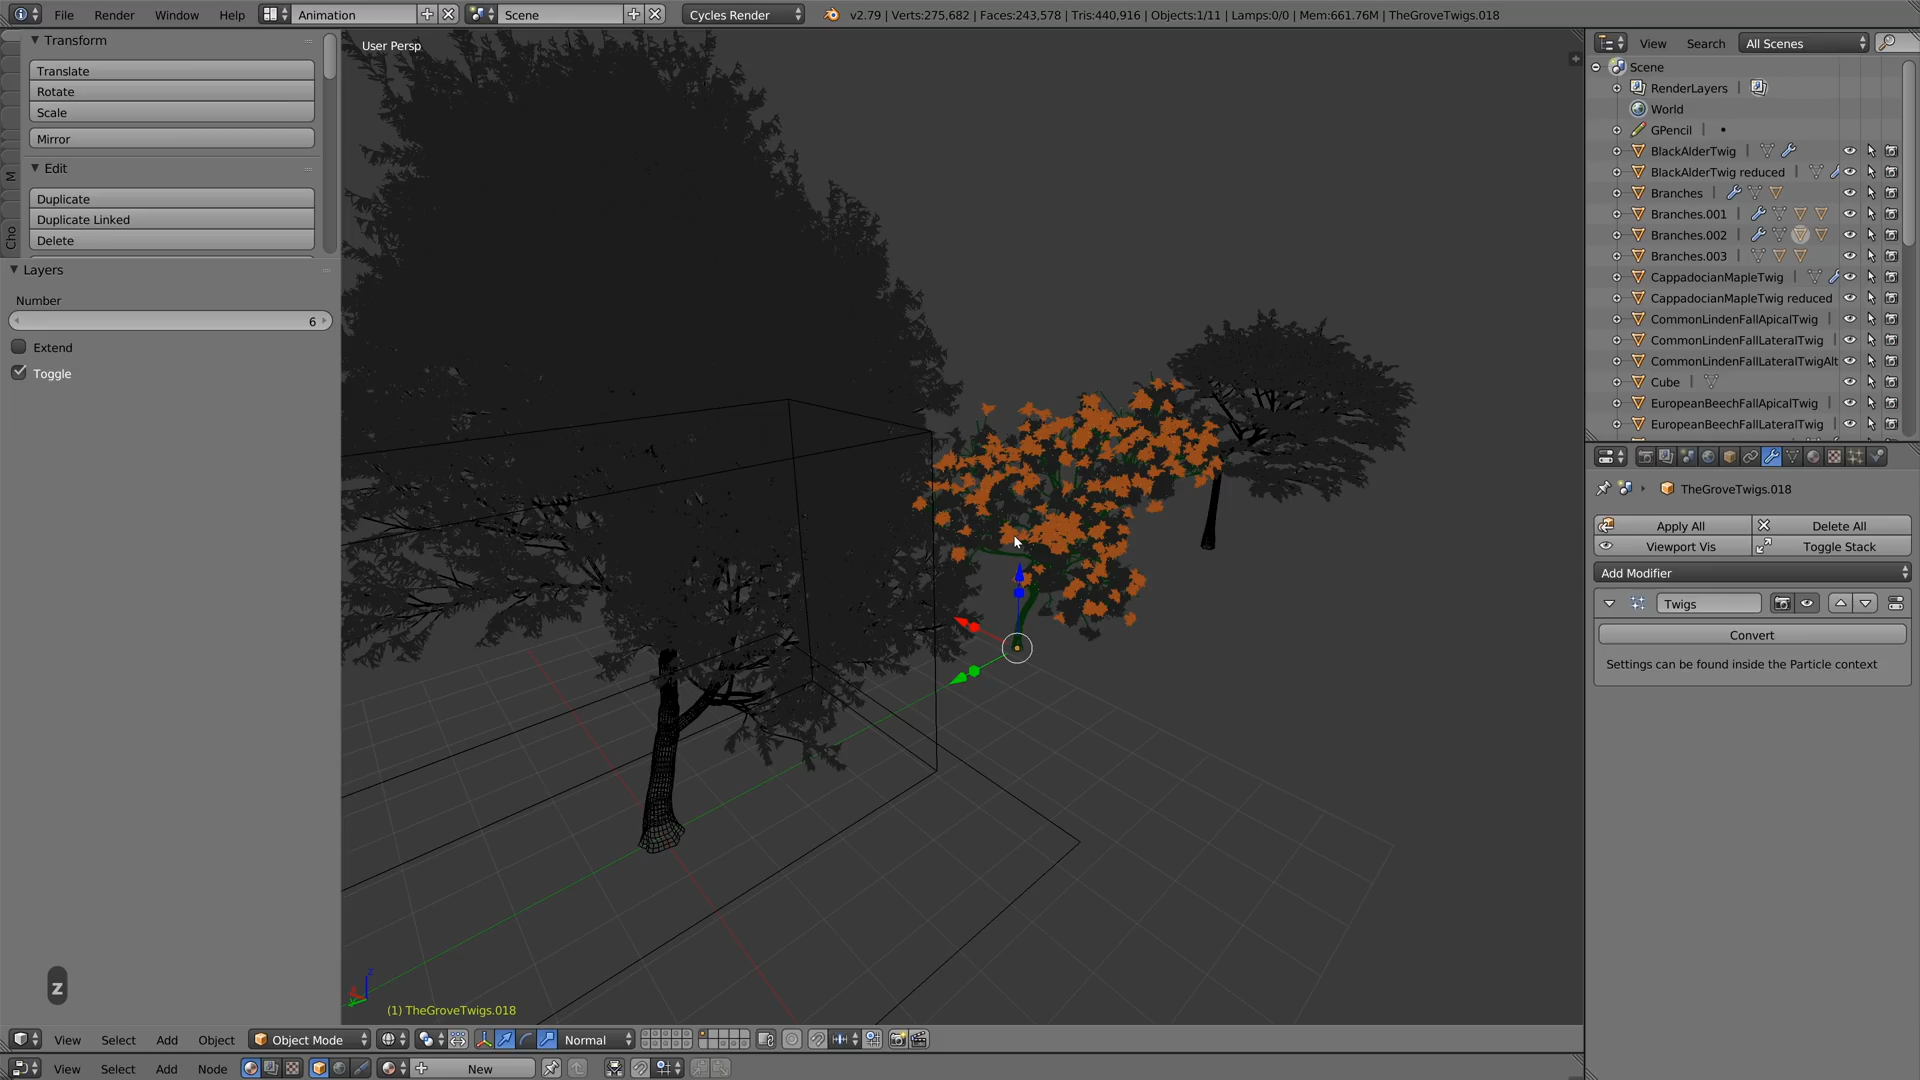 File Render Window Help Animation Scene Cycles Render v2.79 | Verts:275,682 | Faces:243,578 | Tris:440,916 | Objects:1/11 | Lamps:0/0 | Mem:661.76M | TheGroveTwigs.018
Transform
Translate
Rotate
Scale
Mirror
Edit
Duplicate
Duplicate Linked
Delete
M
Cho
Layers
Number
6
Extend
Toggle
z
User Persp
(1) TheGroveTwigs.018
View Search All Scenes
Scene
RenderLayers
World
GPencil
BlackAlderTwig
BlackAlderTwig reduced
Branches
Branches.001
Branches.002
Branches.003
CappadocianMapleTwig
CappadocianMapleTwig reduced
CommonLindenFallApicalTwig
CommonLindenFallLateralTwig
CommonLindenFallLateralTwigAlt
Cube
EuropeanBeechFallApicalTwig
EuropeanBeechFallLateralTwig
TheGroveTwigs.018
Apply All Delete All
Viewport Vis Toggle Stack
Add Modifier
Twigs
Convert
Settings can be found inside the Particle context
View Select Add Object Object Mode Normal
View Select Add Node New